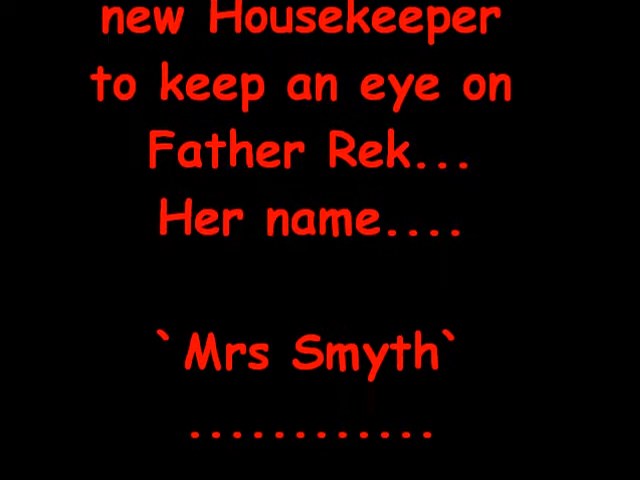 new Housekeeper
to keep an eye on
Father Rek...
Her name....
`Mrs Smyth`
............